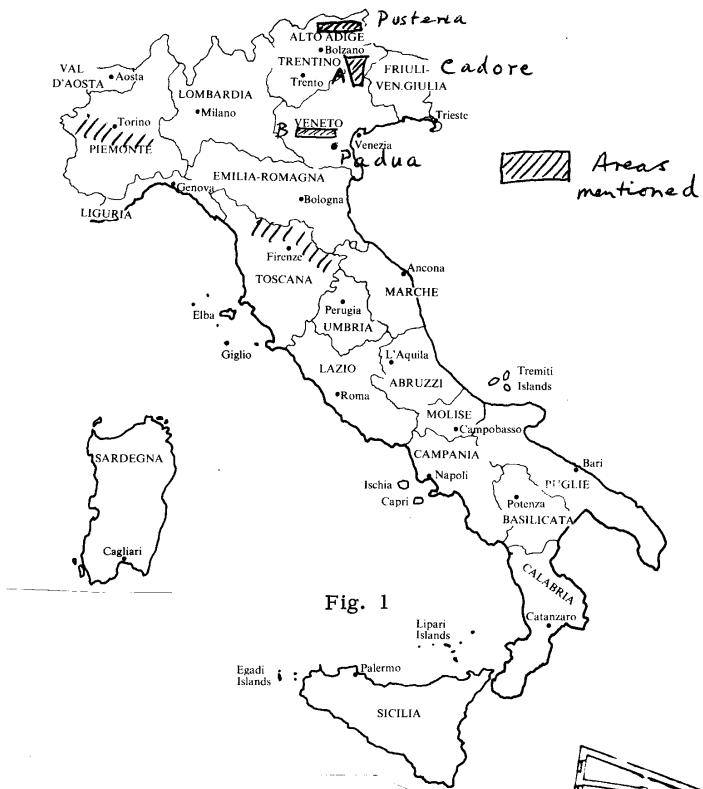 Pusteria
ALTO ADIGE
Bolzano
TRENTINO
A
FRIULI-
VEN.GIULIA
Cadore
VAL
D'AOSTA
Aosta
LOMBARDIA
Trento
Milano
Torino
PIEMONTE
B
VENETO
Trieste
Venezia
Padua
Areas
mentioned
EMILIA-ROMAGNA
Genova
Bologna
LIGURIA
Firenze
TOSCANA
Ancona
MARCHE
Elba
Perugia
UMBRIA
Giglio
L'Aquila
LAZIO
ABRUZZI
Roma
Tremiti
Islands
MOLISE
Campobasso
CAMPANIA
SARDEGNA
Bari
Napoli
Ischia
PUGLIE
Capri
Potenza
BASILICATA
Cagliari
CALABRIA
Fig. 1
Catanzaro
Lipari
Islands
Egadi
Islands
Palermo
SICILIA